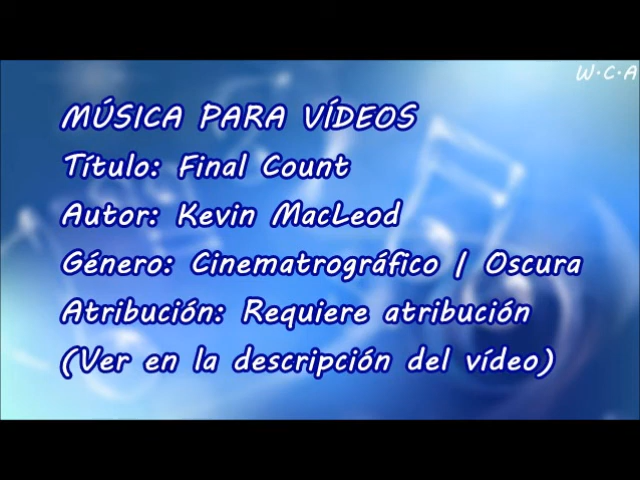 W·C·A
MÚSICA PARA VÍDEOS
Título: Final Count
Autor: Kevin MacLeod
Género: Cinematrográfico | Oscura
Atribución: Requiere atribución
(Ver en la descripción del vídeo)